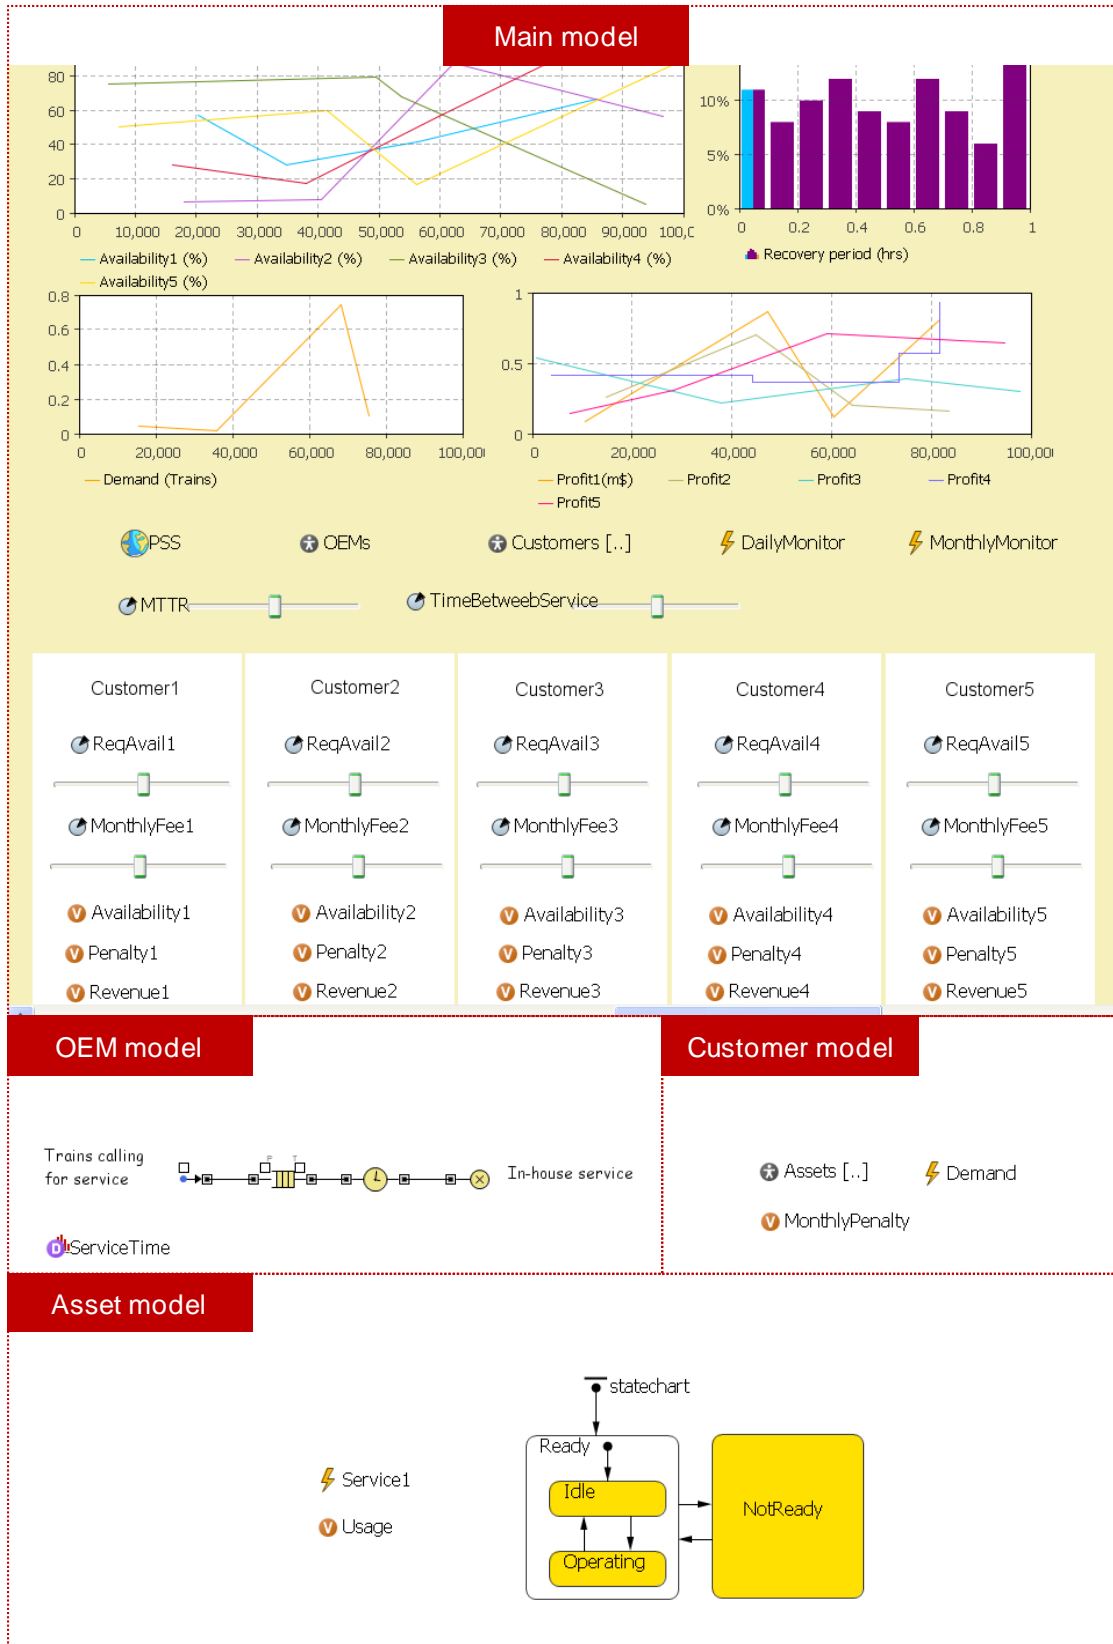 Main model
80
60
40
20
0
0 10,000 20,000 30,000 40,000 50,000 60,000 70,000 80,000 90,000 100,0
Availability1 (%) Availability2 (%) Availability3 (%) Availability4 (%)
Availability5 (%)
10%
5%
0%
0 0.2 0.4 0.6 0.8 1
Recovery period (hrs)
0.8
0.6
0.4
0.2
0
0 20,000 40,000 60,000 80,000 100,00
Demand (Trains)
1
0.5
0
0 20,000 40,000 60,000 80,000 100,00
Profit1(m$) Profit2 Profit3 Profit4
Profit5
PSS OEMs Customers [..] DailyMonitor MonthlyMonitor
MTTR TimeBetweebService
Customer1 Customer2 Customer3 Customer4 Customer5
ReqAvail1 ReqAvail2 ReqAvail3 ReqAvail4 ReqAvail5
MonthlyFee1 MonthlyFee2 MonthlyFee3 MonthlyFee4 MonthlyFee5
V Availability1 V Availability2 V Availability3 V Availability4 V Availability5
V Penalty1 V Penalty2 V Penalty3 V Penalty4 V Penalty5
V Revenue1 V Revenue2 V Revenue3 V Revenue4 V Revenue5
OEM model
Trains calling
for service
P T
In-house service
D ServiceTime
Customer model
Assets [..] Demand
V MonthlyPenalty
Asset model
statechart
Ready
Idle
Operating
NotReady
Service1
V Usage